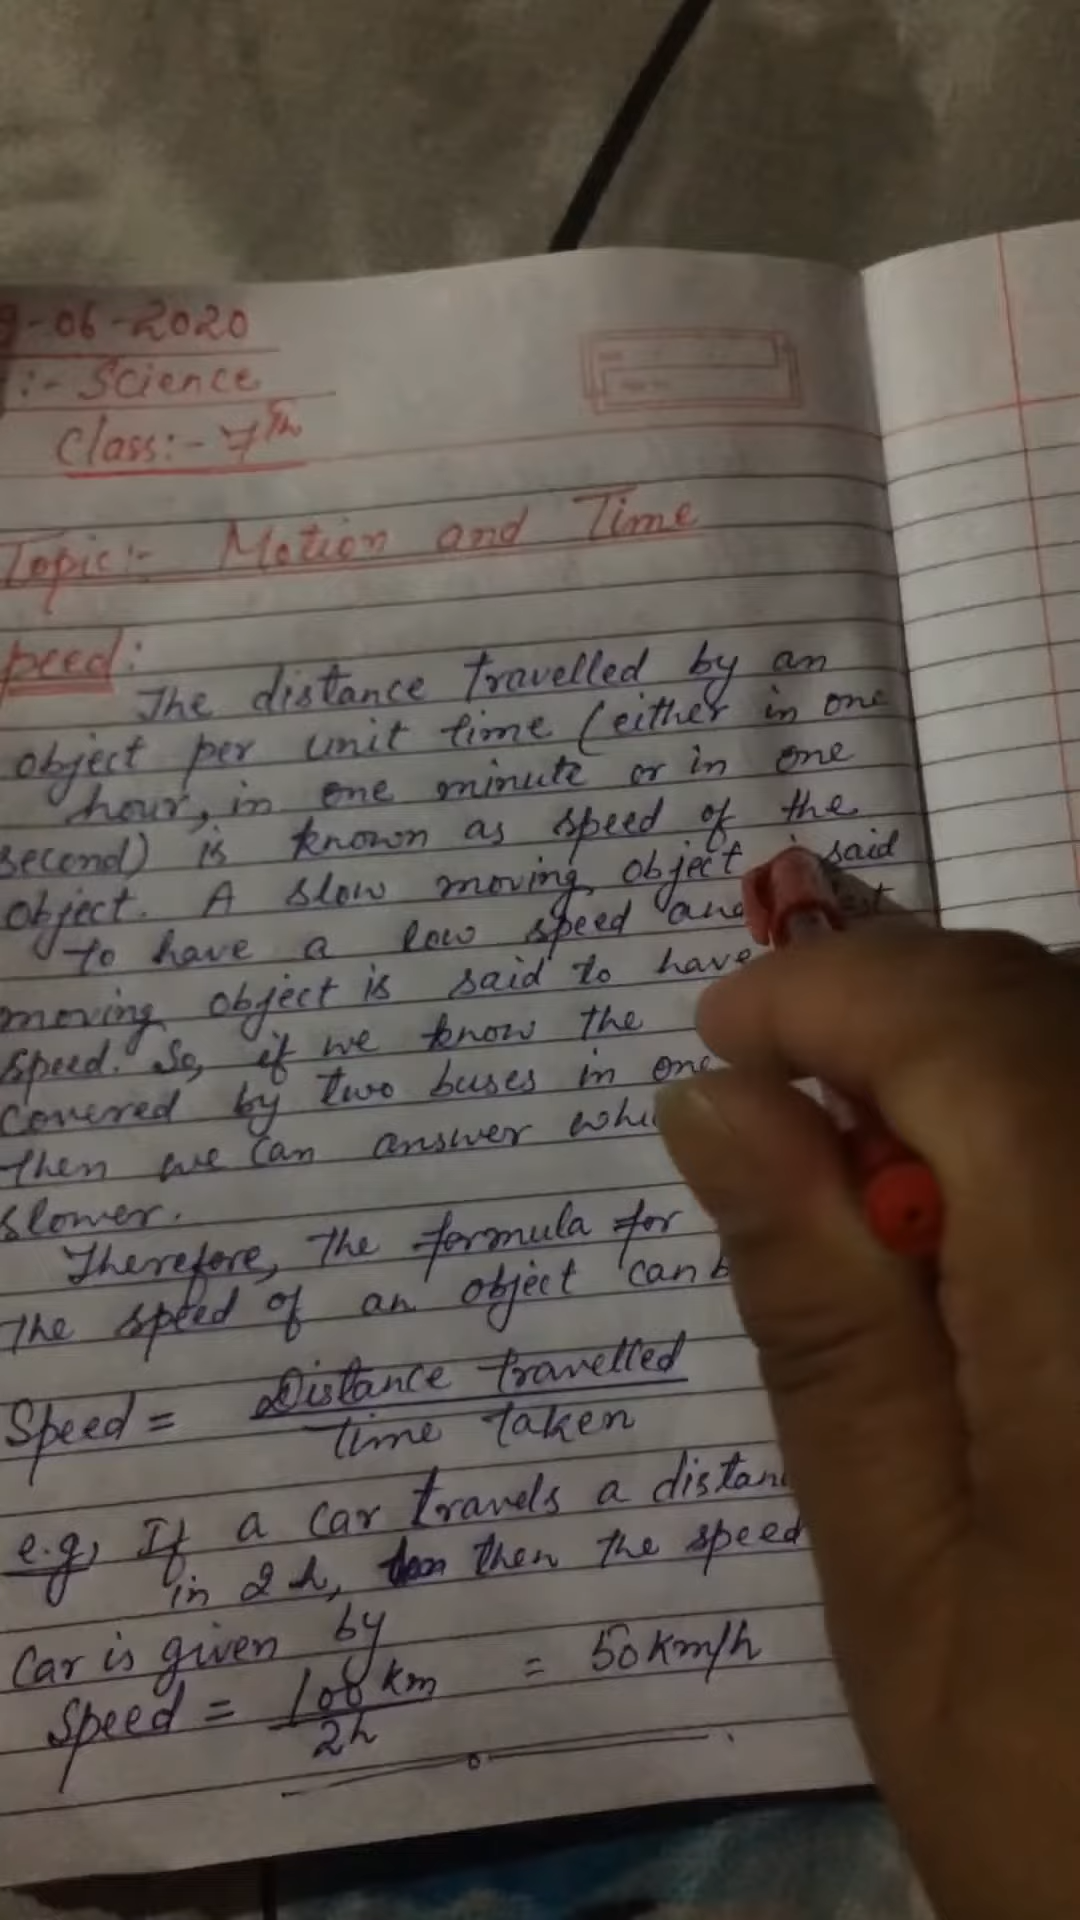 9-06-2020
:- Science
Class:- 7th
Topic:- Motion and Time
peed:
The distance travelled by an
object per unit time (either in one
hour, in one minute or in one
second) is known as speed of the
object. A slow moving object said
to have a low speed and
moving object is said to have
speed. So, if we know the
covered by two buses in one
then we can answer whi
slower.
Therefore, the formula for
the speed of an object can b
Speed = Distance travelled
time taken
e.g, If a car travels a distan
in 2h, then the speed
car is given by
Speed = 100 km = 50km/h
2h